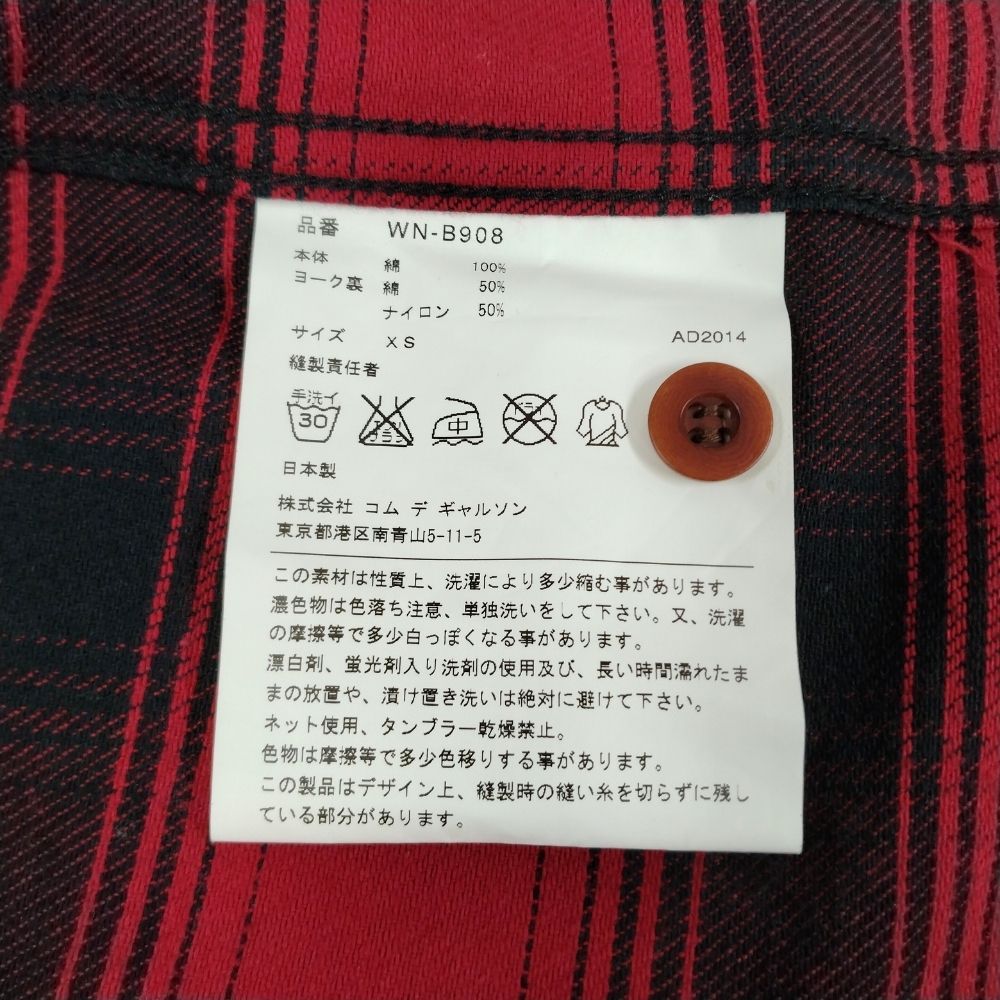 品番 WN-B908
本体 綿 100%
ヨーク裏 綿 50%
ナイロン 50%
サイズ XS AD2014
縫製責任者
手洗イ
30 中
日本製
株式会社 コム デ ギャルソン
東京都港区南青山5-11-5
この素材は性質上、洗濯により多少縮む事があります。
濃色物は色落ち注意、単独洗いをして下さい。又、洗濯
の摩擦等で多少白っぽくなる事があります。
漂白剤、蛍光剤入り洗剤の使用及び、長い時間濡れたま
まの放置や、漬け置き洗いは絶対に避けて下さい。
ネット使用、タンブラー乾燥禁止。
色物は摩擦等で多少色移りする事があります。
この製品はデザイン上、縫製時の縫い糸を切らずに残し
ている部分があります。